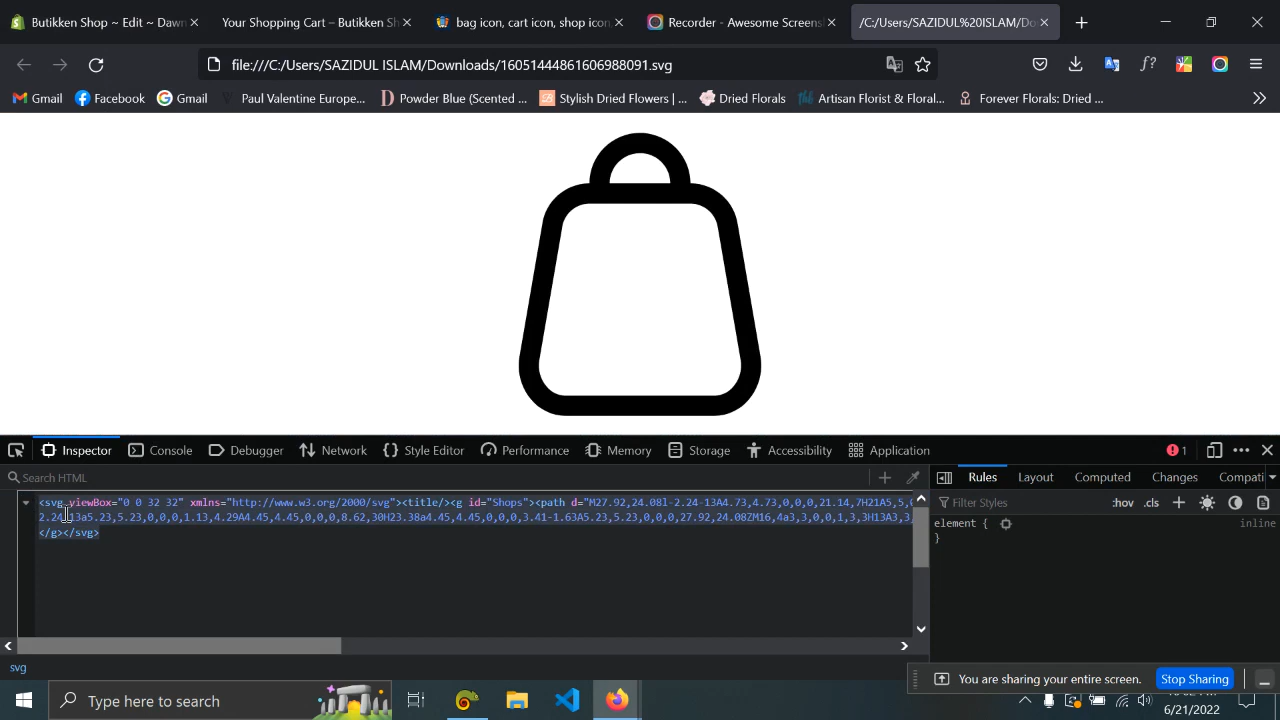 Butikken Shop ~ Edit ~ Dawn
Your Shopping Cart – Butikken Sh
bag icon, cart icon, shop icon,
Recorder - Awesome Screensh
/C:/Users/SAZIDUL%20ISLAM/Do
file:///C:/Users/SAZIDUL ISLAM/Downloads/16051444861606988091.svg
Gmail
Facebook
Gmail
Paul Valentine Europe...
Powder Blue (Scented ...
Stylish Dried Flowers | ...
Dried Florals
Artisan Florist & Floral...
Forever Florals: Dried ...
Inspector
Console
Debugger
Network
Style Editor
Performance
Memory
Storage
Accessibility
Application
1
Search HTML
Rules
Layout
Computed
Changes
Compati
<svg viewBox="0 0 32 32" xmlns="http://www.w3.org/2000/svg"><title/><g id="Shops"><path d="M27.92,24.08l-2.24-13A4.73,4.73,0,0,0,21.14,7H21A5,5,
2.24,13a5.23,5.23,0,0,0,1.13,4.29A4.45,4.45,0,0,0,8.62,30H23.38a4.45,4.45,0,0,0,3.41-1.63A5.23,5.23,0,0,0,27.92,24.08ZM16,4a3,3,0,0,1,3,3H13A3,3,
</g></svg>
Filter Styles
:hov
.cls
element {
inline
}
svg
You are sharing your entire screen.
Stop Sharing
Type here to search
6/21/2022